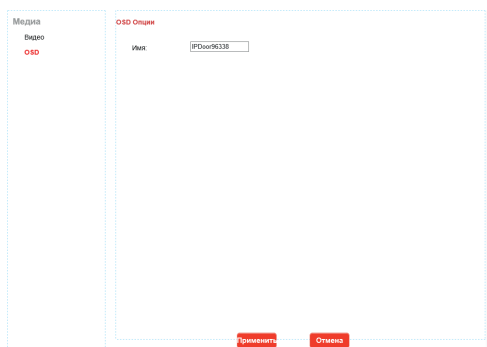 Медиа
Видео
OSD
OSD Опции
Имя: IPDoor96338
Применить Отмена